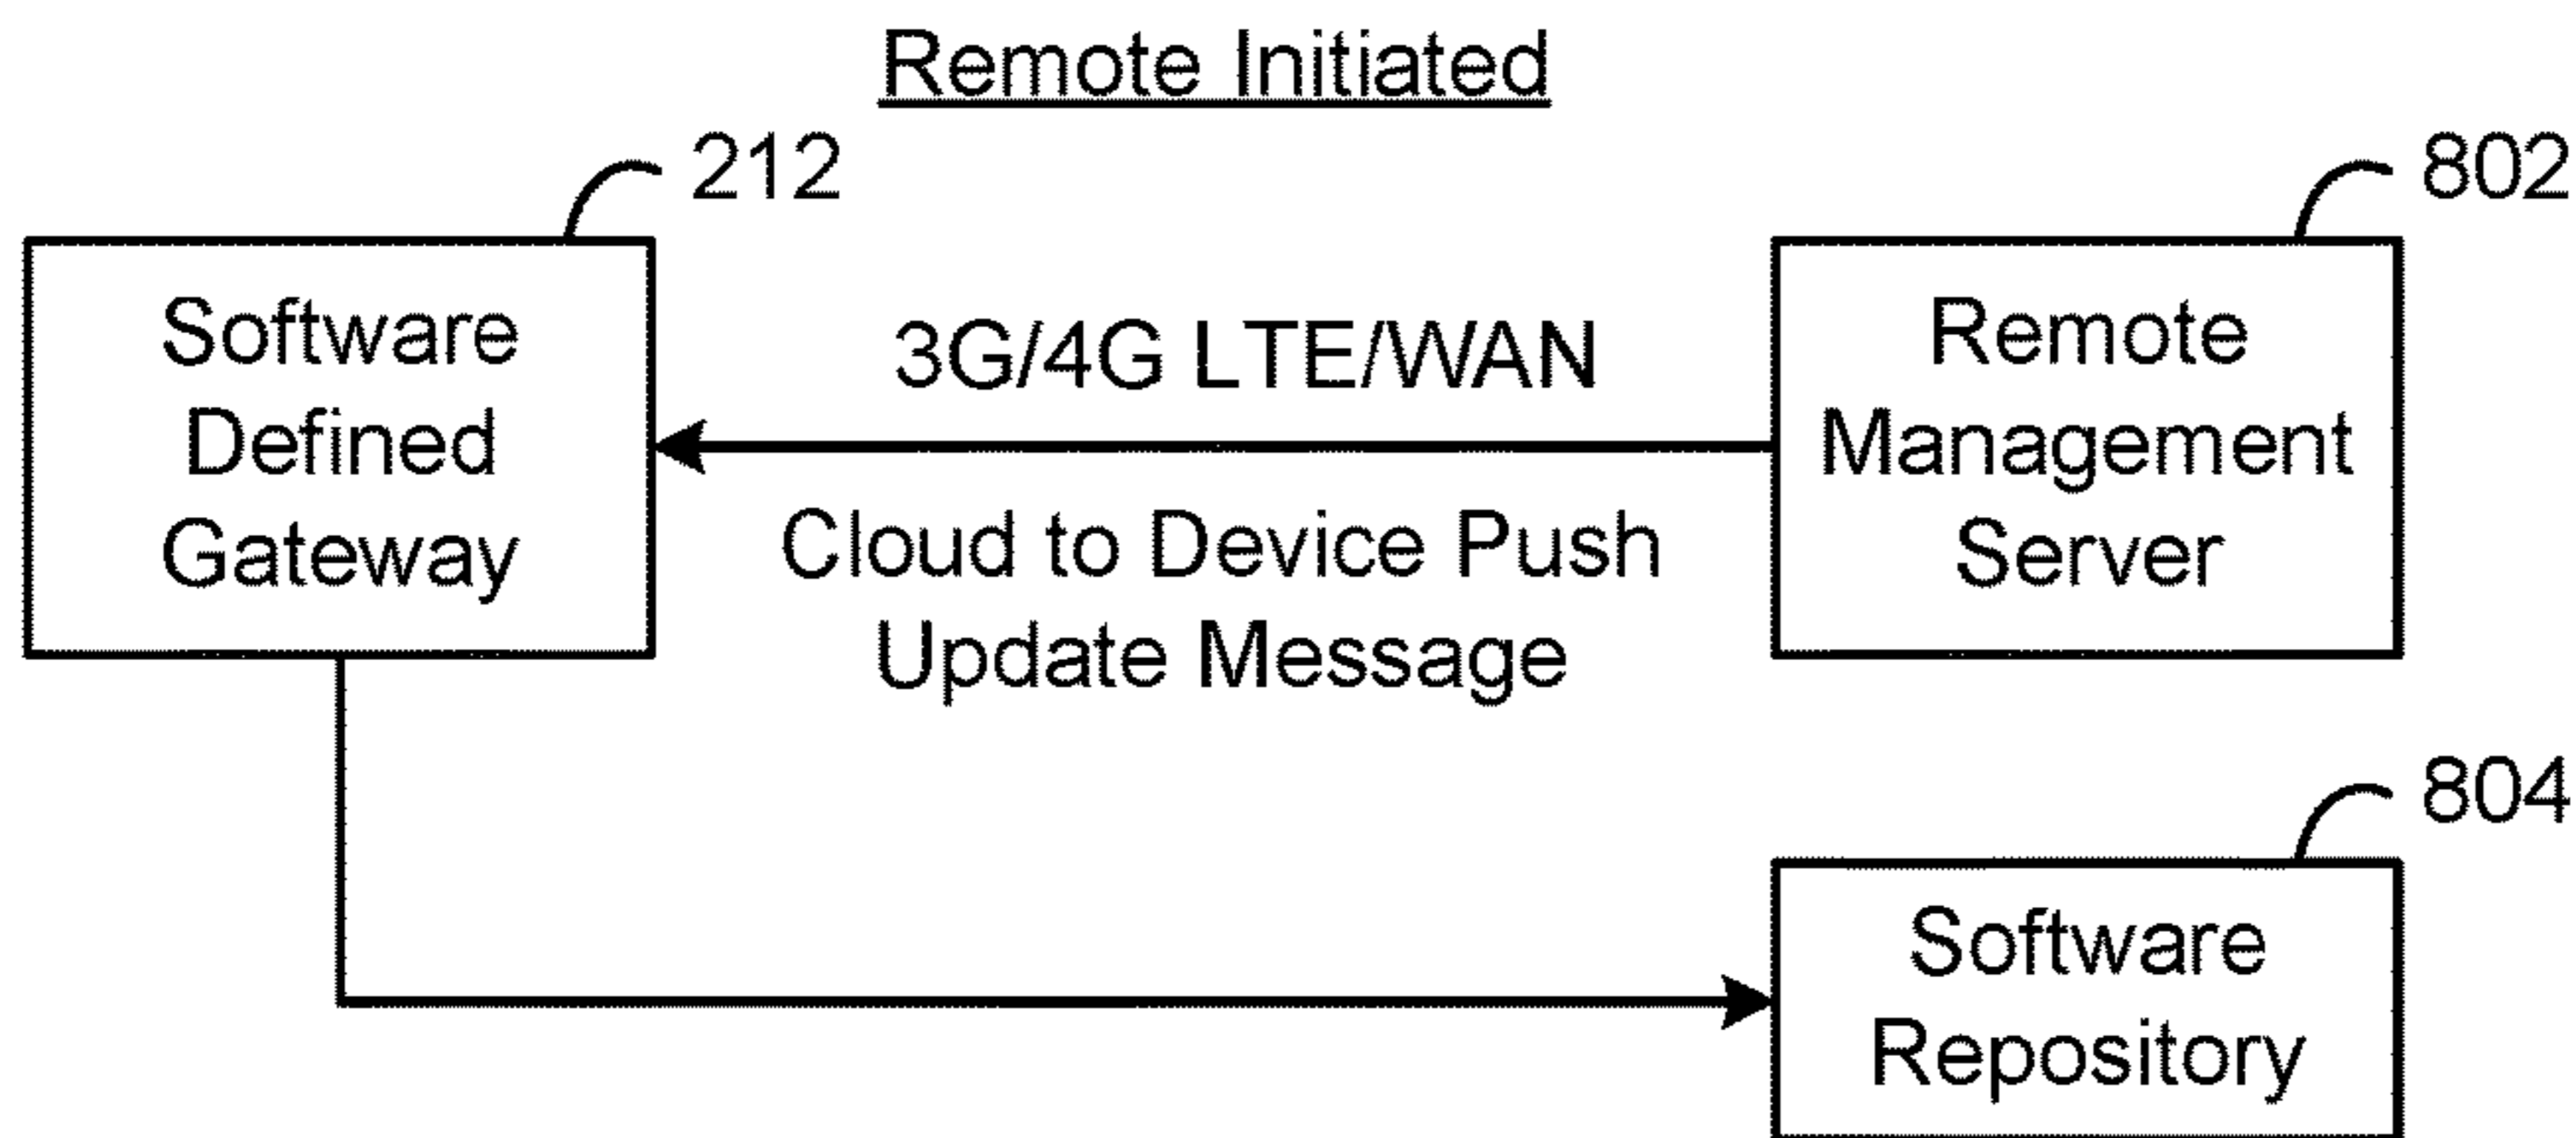 Remote Initiated
212
802
Software
Defined
Gateway
3G/4G LTE/WAN
Cloud to Device Push
Update Message
Remote
Management
Server
804
Software
Repository